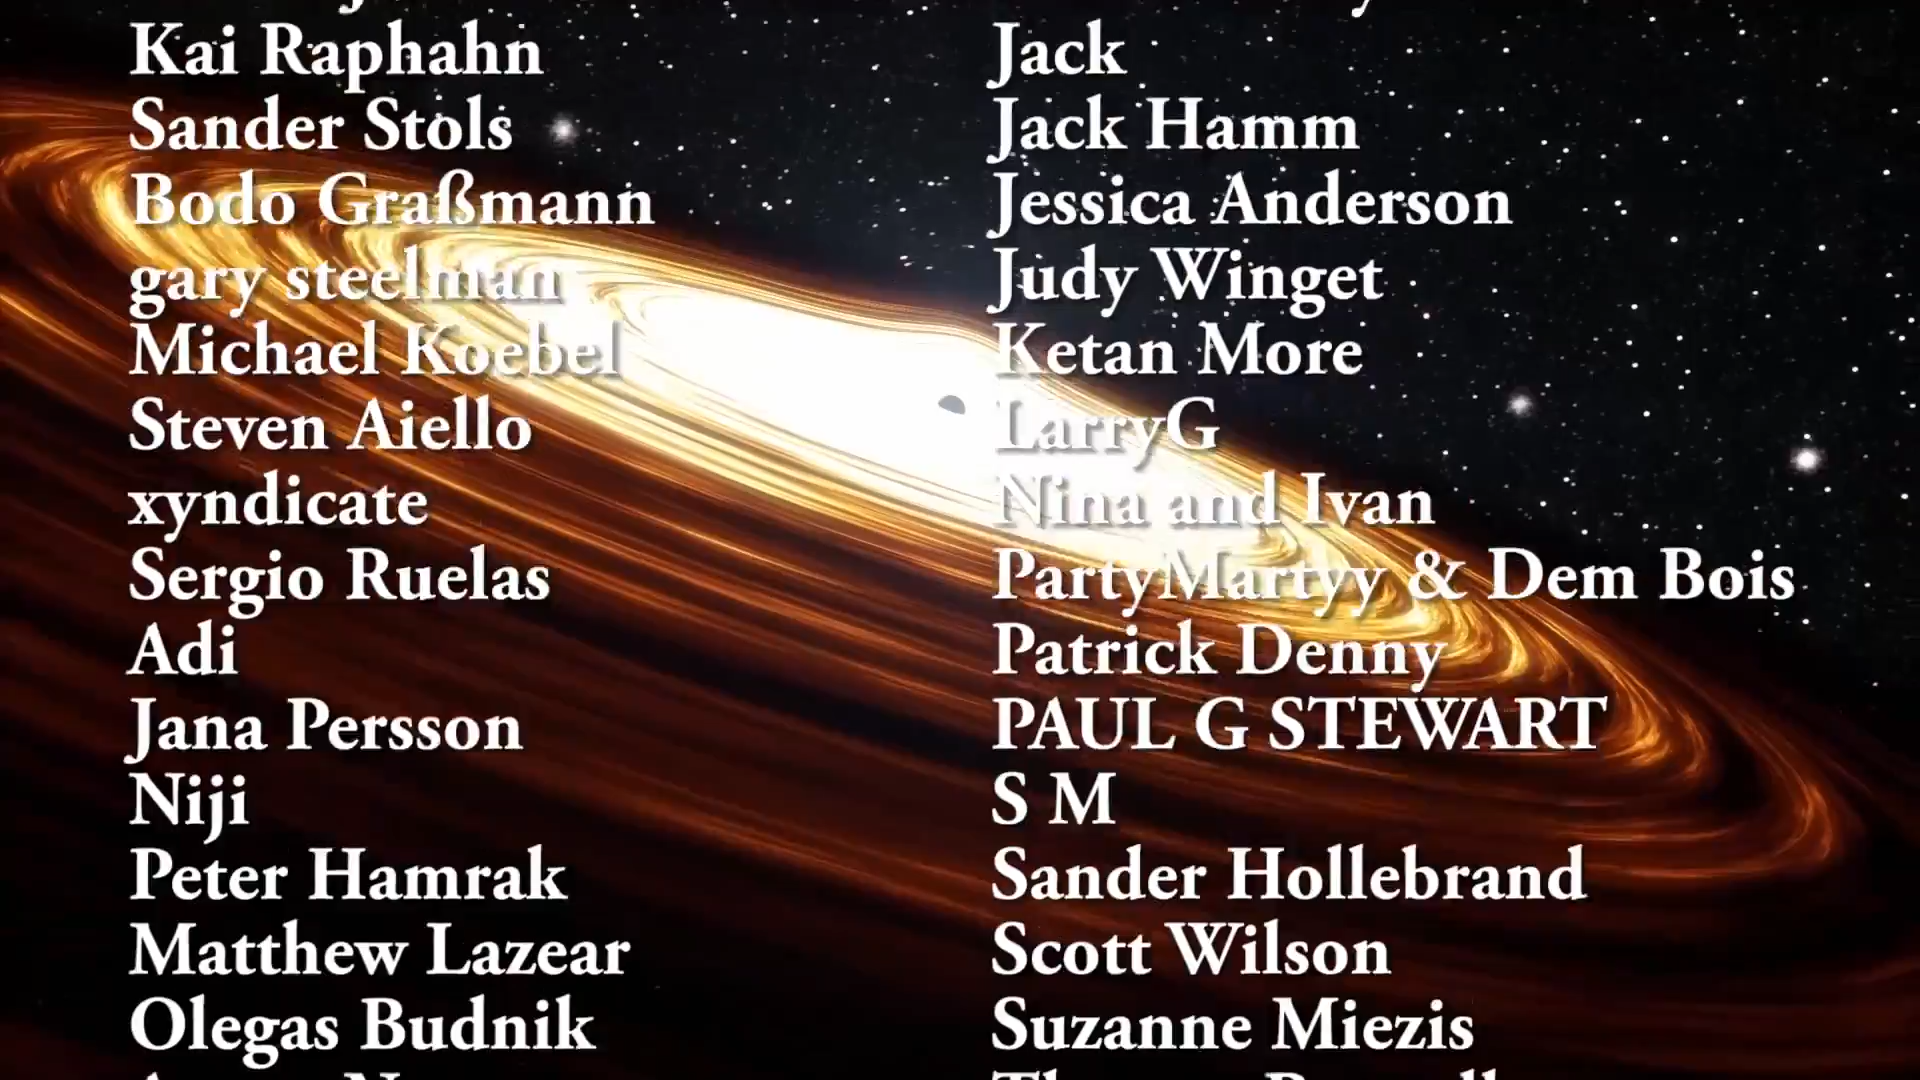 Kai Raphahn
Sander Stols
Bodo Graßmann
gary steelman
Michael Koebel
Steven Aiello
xyndicate
Sergio Ruelas
Adi
Jana Persson
Niji
Peter Hamrak
Matthew Lazear
Olegas Budnik
Jack
Jack Hamm
Jessica Anderson
Judy Winget
Ketan More
LarryG
Nina and Ivan
PartyMartyy & Dem Bois
Patrick Denny
PAUL G STEWART
S M
Sander Hollebrand
Scott Wilson
Suzanne Miezis